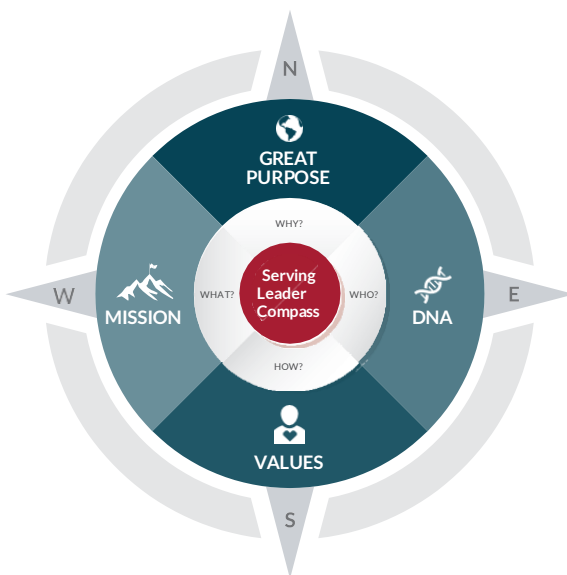 N
GREAT
PURPOSE
WHY?
W
MISSION
WHAT?
Serving
Leader
Compass
WHO?
DNA
E
HOW?
VALUES
S